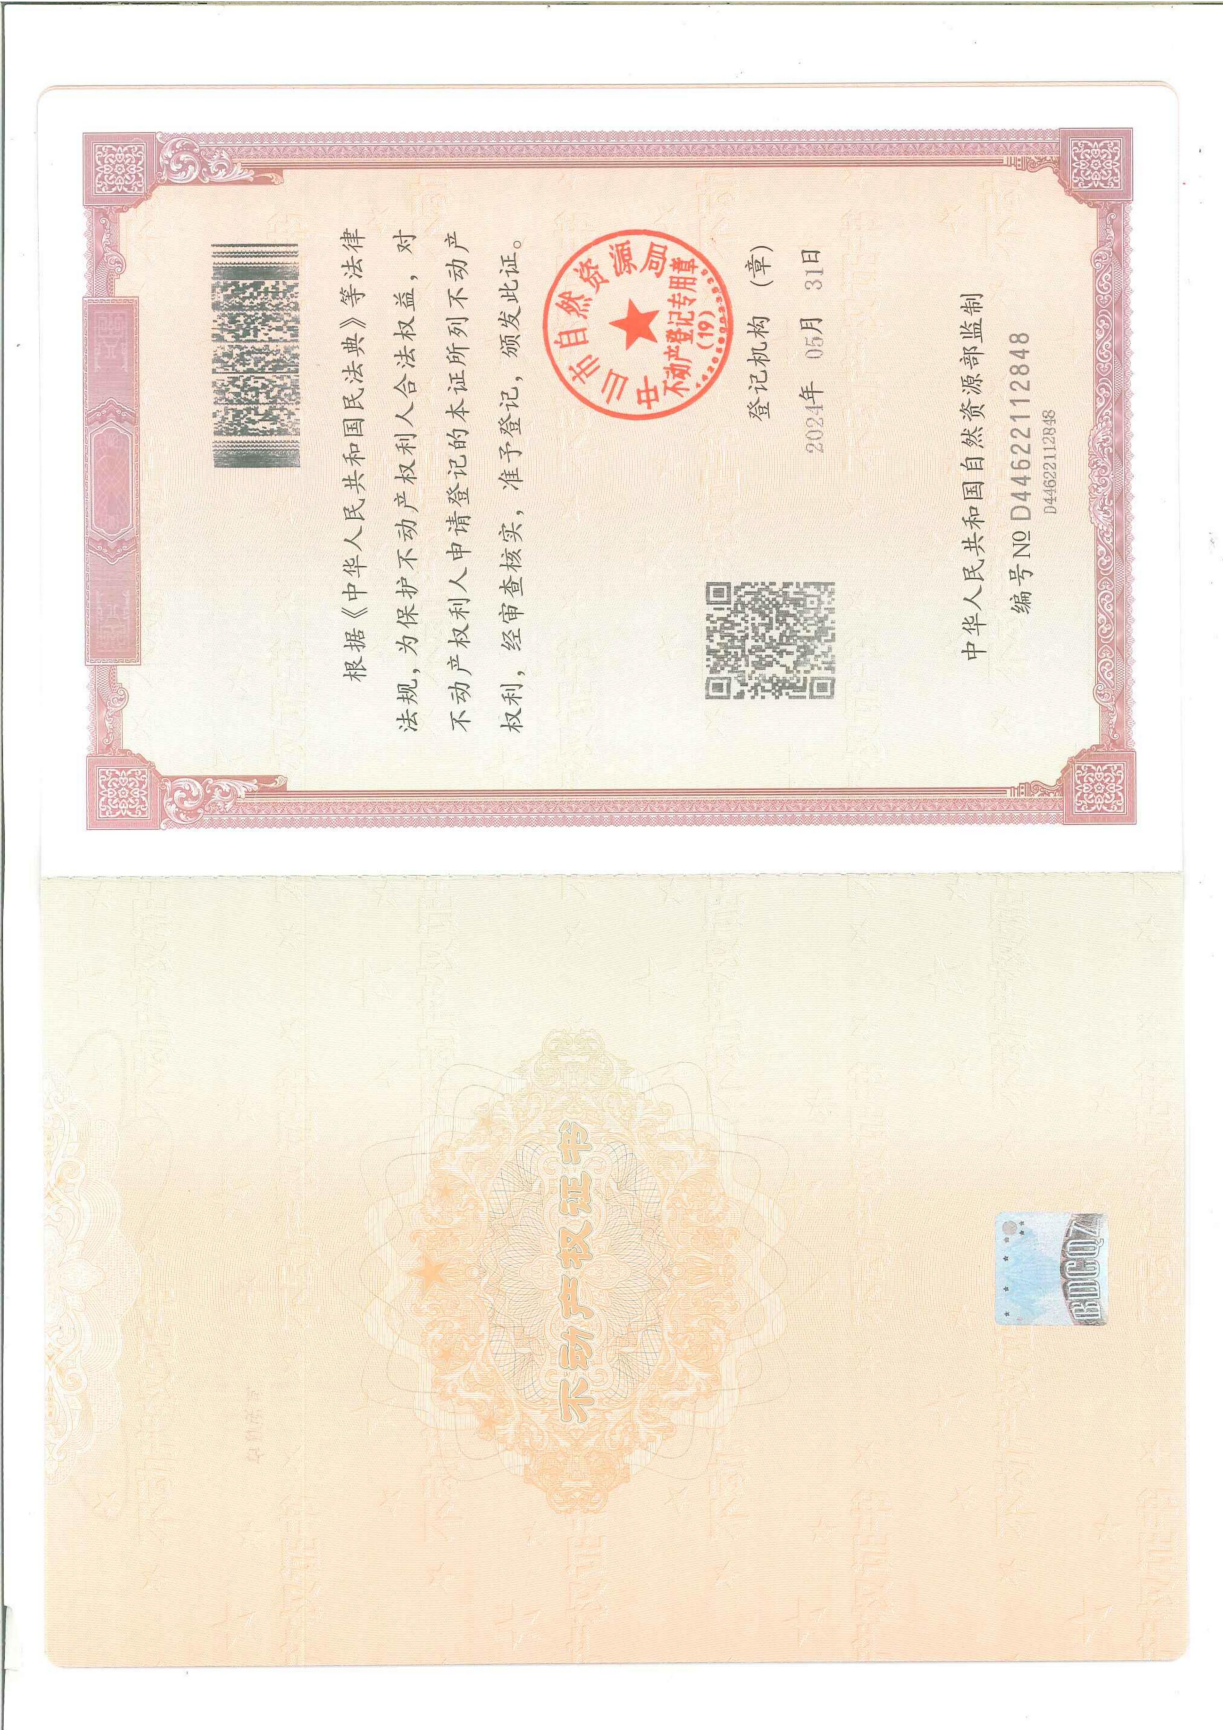 根据《中华人民共和国民法典》等法律
法规，为保护不动产权利人合法权益，对
不动产权利人申请登记的本证所列不动产
权利，经审查核实，准予登记，颁发此证。
中山市自然资源局
不动产登记专用章
(19)
登记机构 (章)
2024年 05月 31日
中华人民共和国自然资源部监制
编号№ D44622112848
D44622112848
不动产权证书
BDCQZ